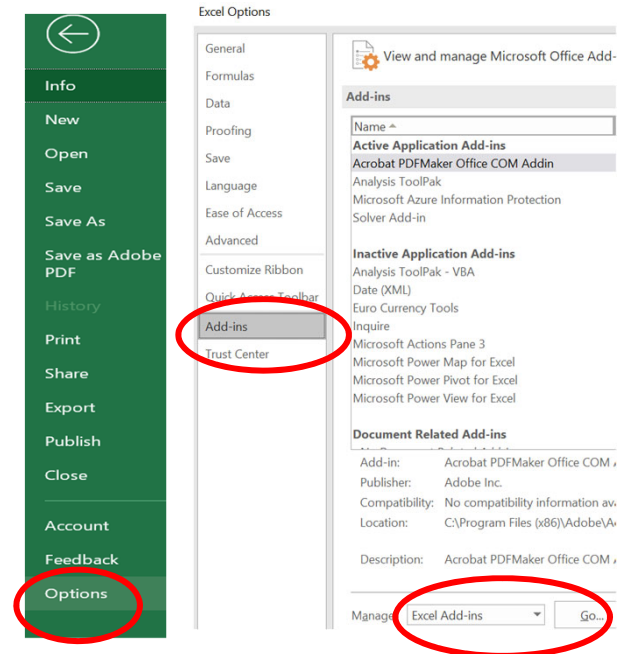 Info
New
Open
Save
Save As
Save as Adobe
PDF
History
Print
Share
Export
Publish
Close
Account
Feedback
Options
Excel Options
General
Formulas
Data
Proofing
Save
Language
Ease of Access
Advanced
Customize Ribbon
Quick Access Toolbar
Add-ins
Trust Center
View and manage Microsoft Office Add-
Add-ins
Name
Active Application Add-ins
Acrobat PDFMaker Office COM Addin
Analysis ToolPak
Microsoft Azure Information Protection
Solver Add-in
Inactive Application Add-ins
Analysis ToolPak - VBA
Date (XML)
Euro Currency Tools
Inquire
Microsoft Actions Pane 3
Microsoft Power Map for Excel
Microsoft Power Pivot for Excel
Microsoft Power View for Excel
Document Related Add-ins
Add-in: Acrobat PDFMaker Office COM
Publisher: Adobe Inc.
Compatibility: No compatibility information
Location: C:\Program Files (x86)\Adobe\
Description: Acrobat PDFMaker Office COM
Manage Excel Add-ins Go...